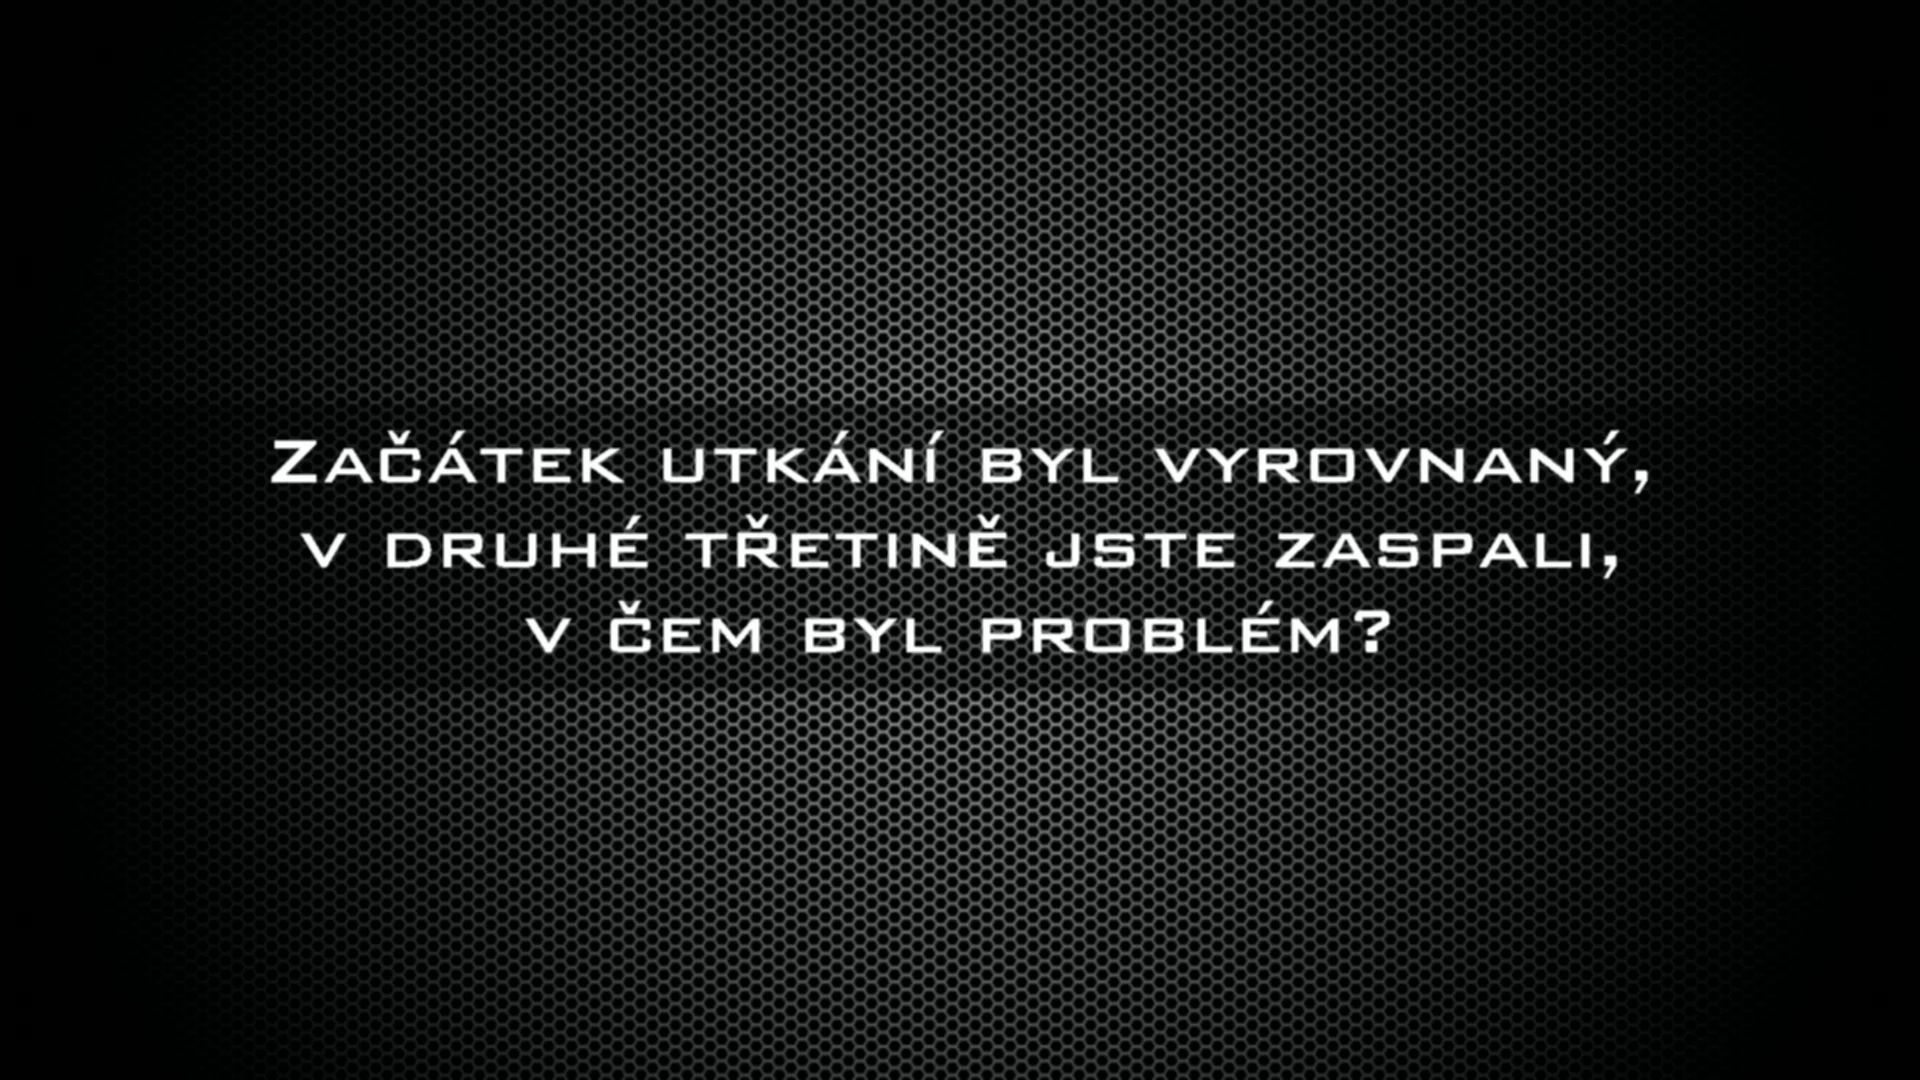 Začátek utkání byl vyrovnaný,
v druhé třetině jste zaspali,
v čem byl problém?